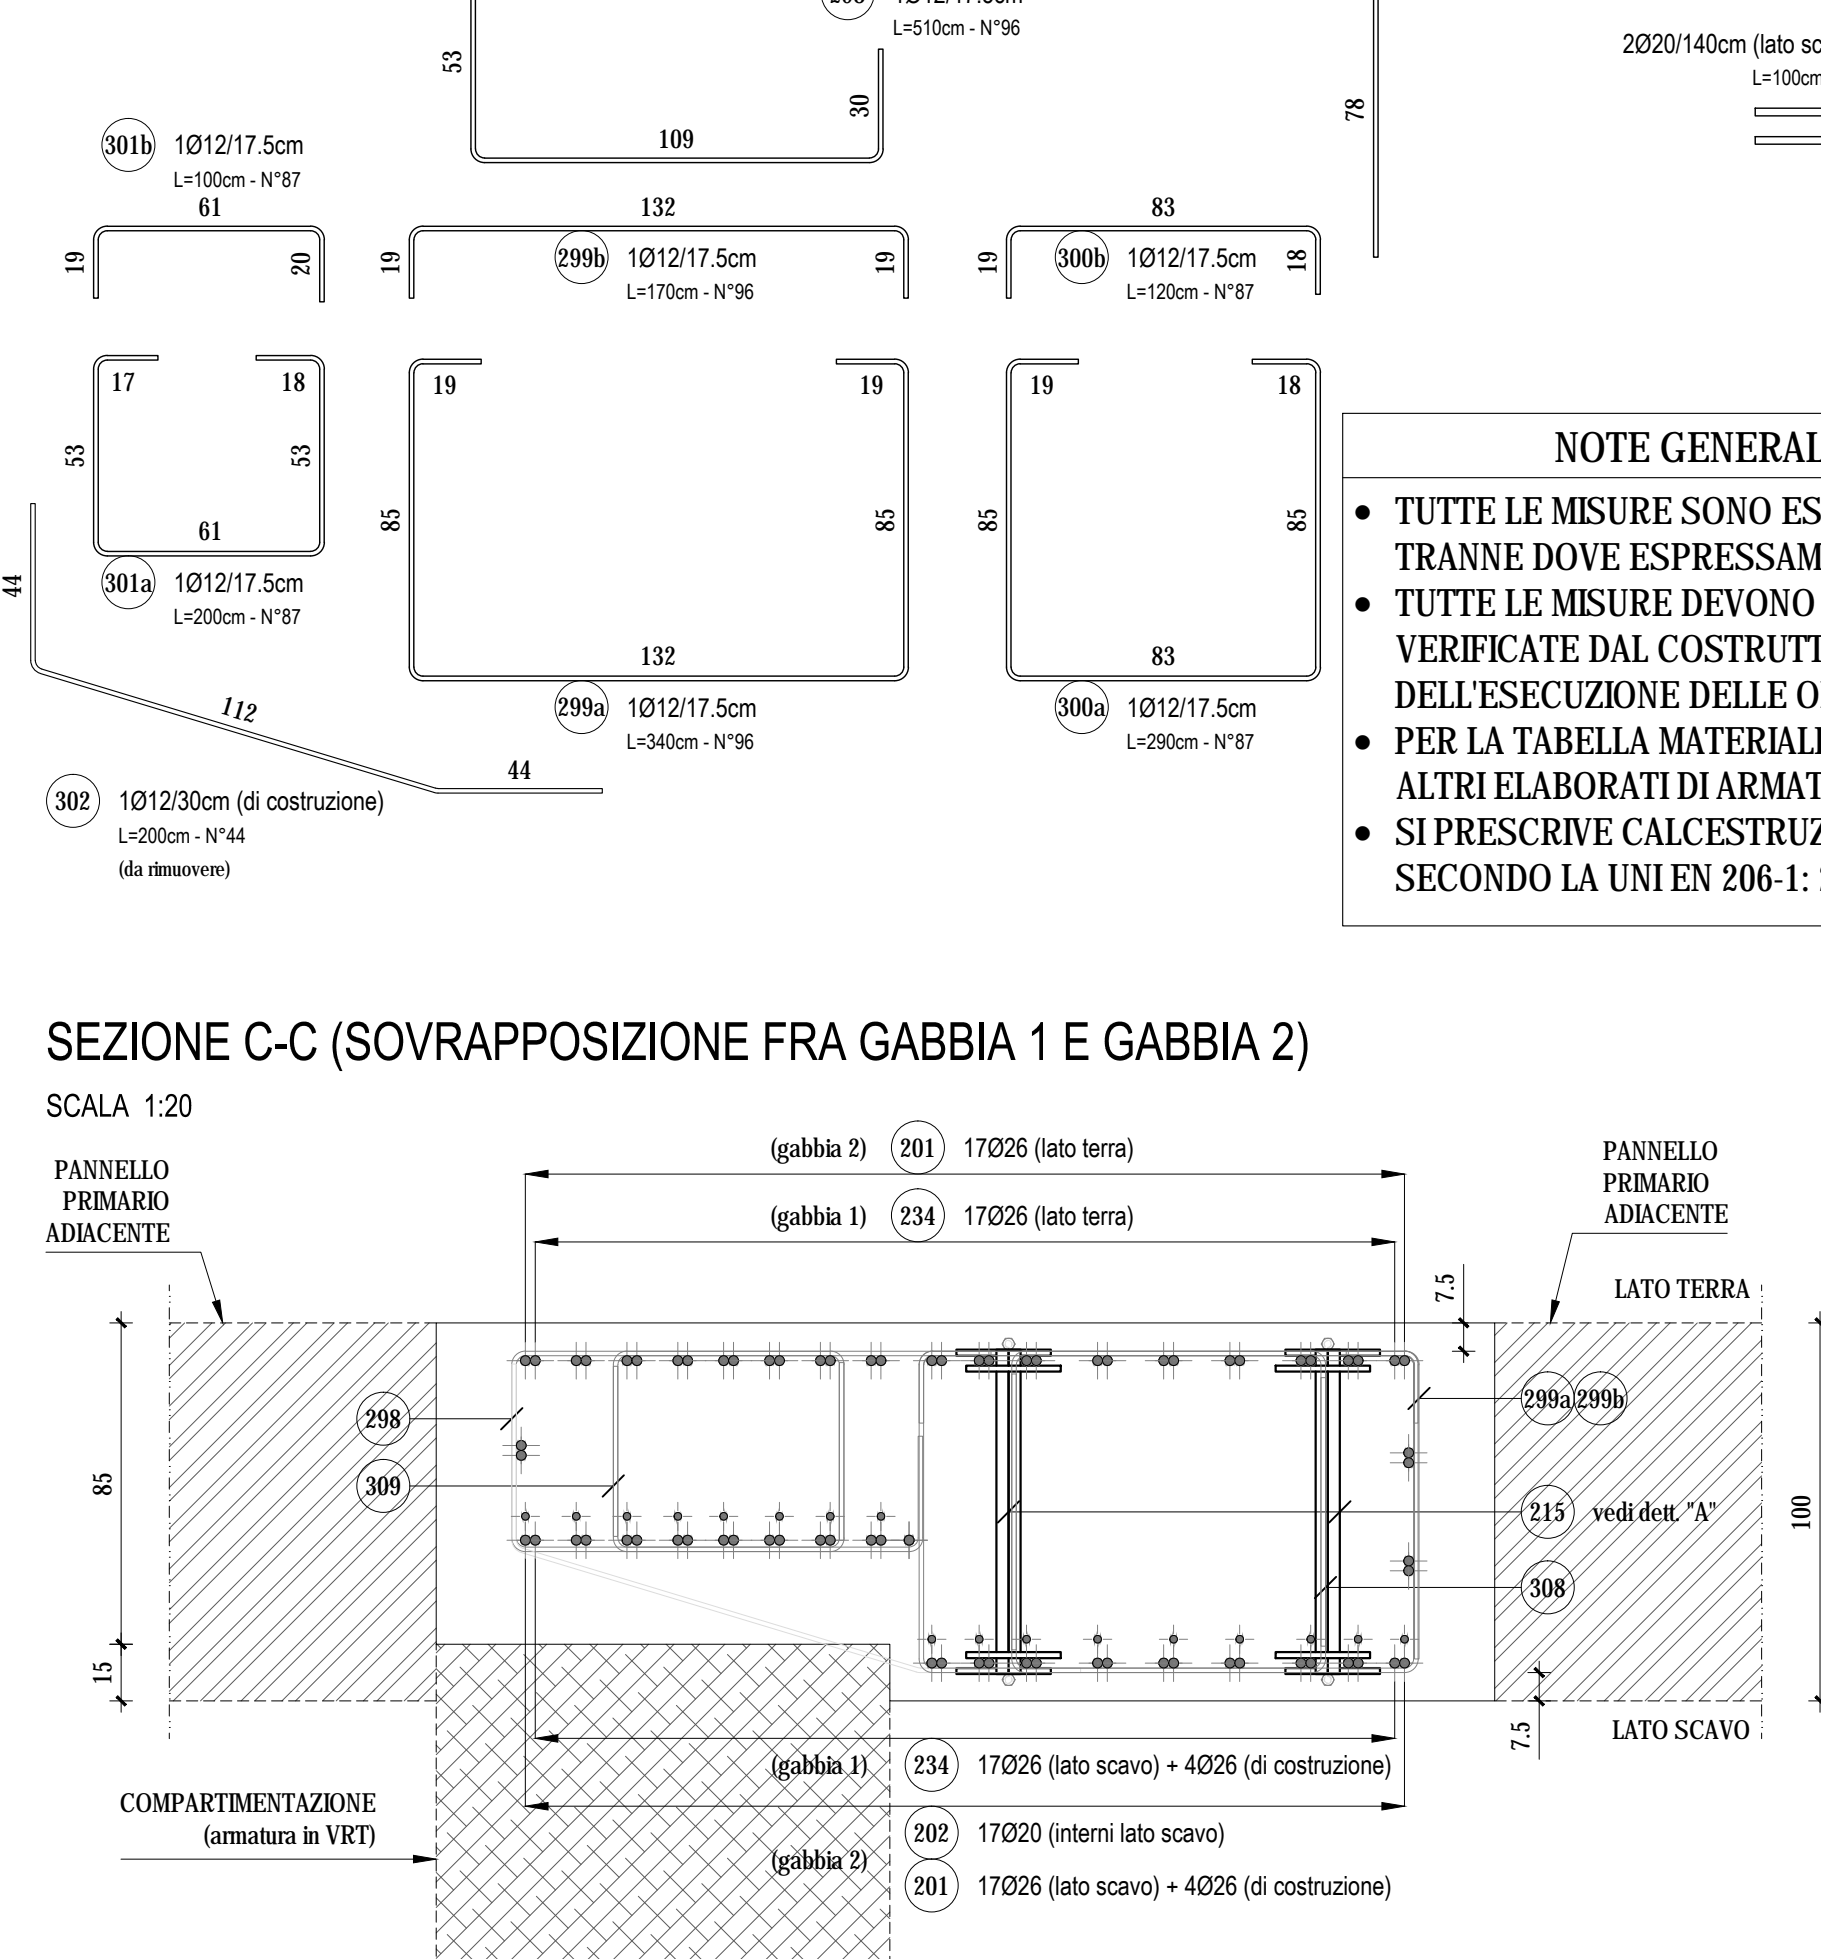 L=510cm - N°96
53
30
109
78
2Ø20/140cm (lato
L=100cm
301b 1Ø12/17.5cm
L=100cm - N°87
61
19
20
132
19
299b 1Ø12/17.5cm
L=170cm - N°96
19
83
19
300b 1Ø12/17.5cm
L=120cm - N°87
18
17
18
53
53
61
301a 1Ø12/17.5cm
L=200cm - N°87
19
19
85
85
132
299a 1Ø12/17.5cm
L=340cm - N°96
19
18
85
85
83
300a 1Ø12/17.5cm
L=290cm - N°87
44
112
44
302 1Ø12/30cm (di costruzione)
L=200cm - N°44
(da rimuovere)
NOTE GENERAL
• TUTTE LE MISURE SONO ES
TRANNE DOVE ESPRESSAM
• TUTTE LE MISURE DEVONO
VERIFICATE DAL COSTRUTT
DELL'ESECUZIONE DELLE
• PER LA TABELLA MATERIALI
ALTRI ELABORATI DI ARMAT
• SI PRESCRIVE CALCESTRUZ
SECONDO LA UNI EN 206-1:
SEZIONE C-C (SOVRAPPOSIZIONE FRA GABBIA 1 E GABBIA 2)
SCALA 1:20
PANNELLO
PRIMARIO
ADIACENTE
(gabbia 2) 201 17Ø26 (lato terra)
(gabbia 1) 234 17Ø26 (lato terra)
PANNELLO
PRIMARIO
ADIACENTE
7.5
LATO TERRA
298
309
299a 299b
215 vedi dett. "A"
308
85
15
100
7.5
LATO SCAVO
(gabbia 1) 234 17Ø26 (lato scavo) + 4Ø26 (di costruzione)
COMPARTIMENTAZIONE
(armatura in VRT)
202 17Ø20 (interni lato scavo)
(gabbia 2)
201 17Ø26 (lato scavo) + 4Ø26 (di costruzione)